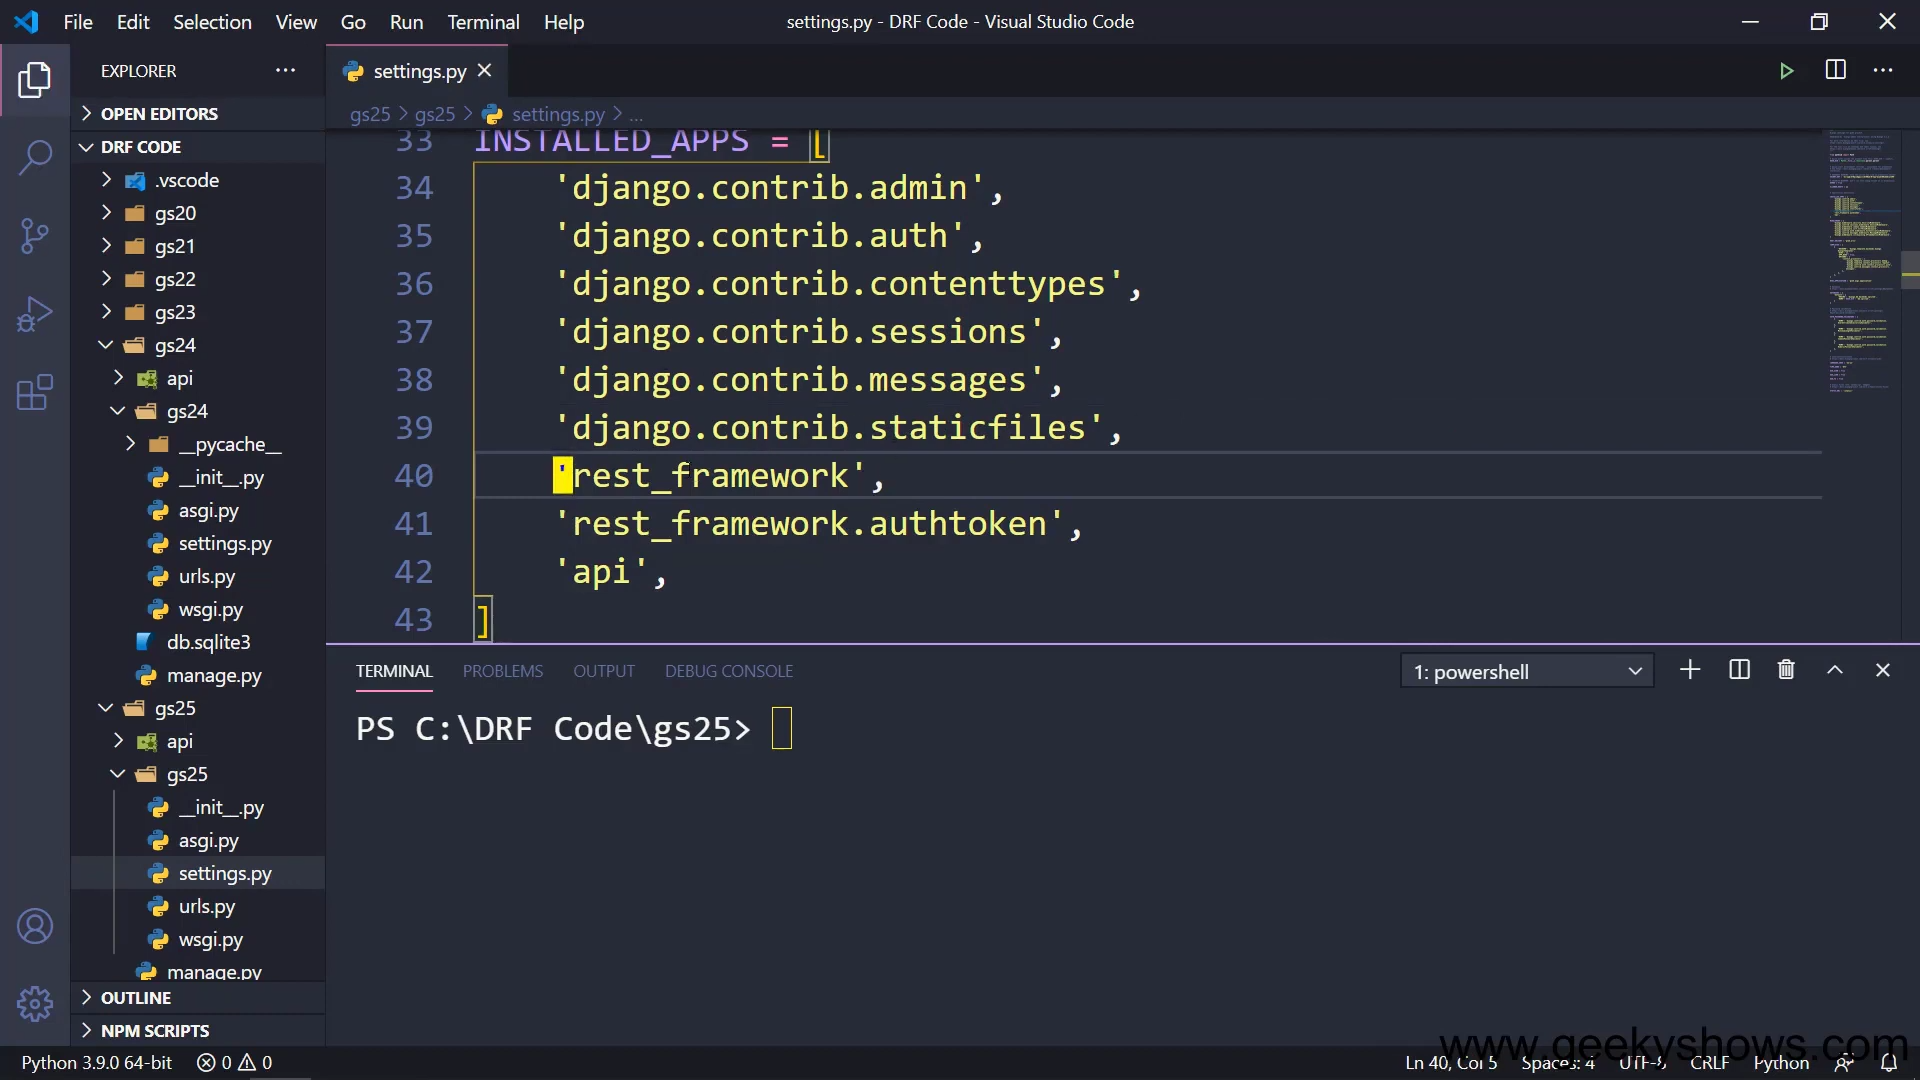 File Edit Selection View Go Run Terminal Help
settings.py - DRF Code - Visual Studio Code
EXPLORER
OPEN EDITORS
DRF CODE
.vscode
gs20
gs21
gs22
gs23
gs24
api
gs24
__pycache__
__init__.py
asgi.py
settings.py
urls.py
wsgi.py
db.sqlite3
manage.py
gs25
api
gs25
__init__.py
asgi.py
settings.py
urls.py
wsgi.py
manage.py
OUTLINE
NPM SCRIPTS
settings.py
gs25 > gs25 > settings.py > ...
33 INSTALLED_APPS = [
34 'django.contrib.admin',
35 'django.contrib.auth',
36 'django.contrib.contenttypes',
37 'django.contrib.sessions',
38 'django.contrib.messages',
39 'django.contrib.staticfiles',
40 'rest_framework',
41 'rest_framework.authtoken',
42 'api',
43 ]
TERMINAL PROBLEMS OUTPUT DEBUG CONSOLE
1: powershell
PS C:\DRF Code\gs25>
www.geekyshows.com
Python 3.9.0 64-bit 0 0
Ln 40, Col 5 Spaces: 4 UTF-8 CRLF Python